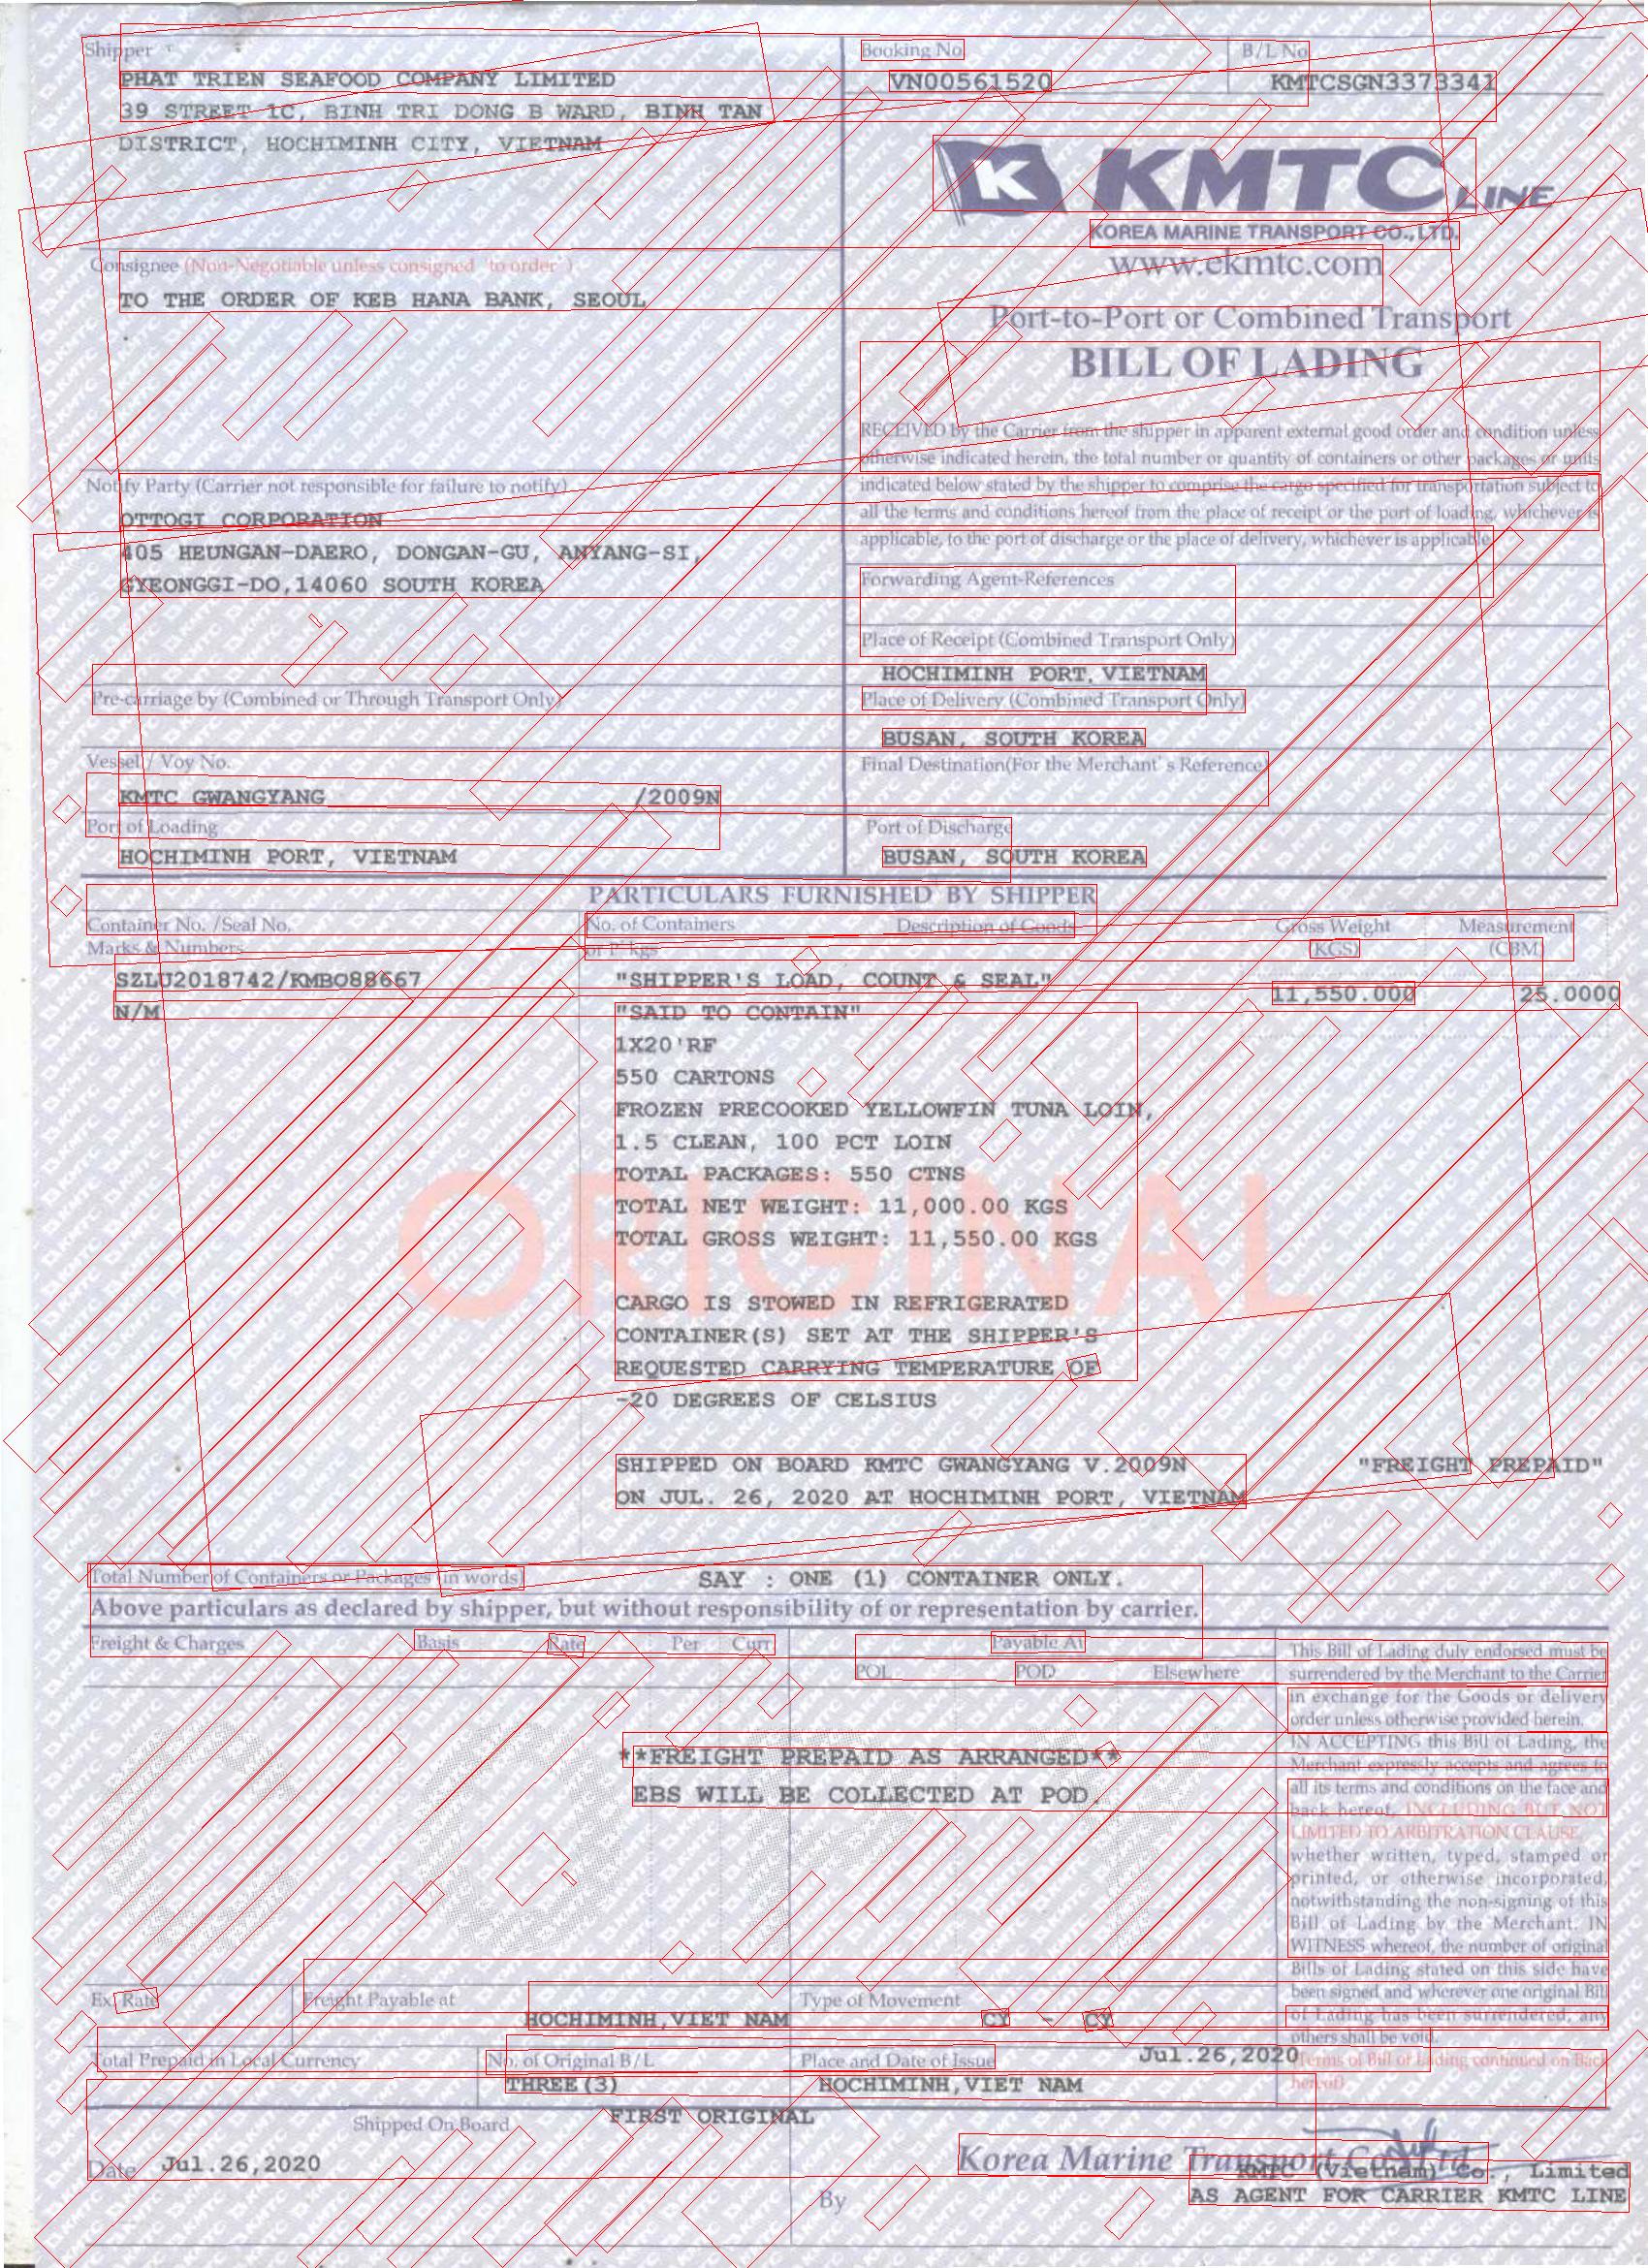 Shipper
Booking No
B/L No
PHAT TRIEN SEAFOOD COMPANY LIMITED
VN00561520
KMTCSGN3373341
39 STREET 1C, BINH TRI DONG B WARD, BINH TAN
DISTRICT, HOCHIMINH CITY, VIETNAM
K KMTC LINE
KOREA MARINE TRANSPORT CO., LTD.
www.ekmtc.com
Consignee (Non-Negotiable unless consigned 'to order')
TO THE ORDER OF KEB HANA BANK, SEOUL
Port-to-Port or Combined Transport
BILL OF LADING
RECEIVED by the Carrier from the shipper in apparent external good order and condition unless
otherwise indicated herein, the total number or quantity of containers or other packages or units
indicated below stated by the shipper to comprise the cargo specified for transportation subject to
all the terms and conditions hereof from the place of receipt or the port of loading, whichever is
applicable, to the port of discharge or the place of delivery, whichever is applicable
Notify Party (Carrier not responsible for failure to notify)
OTTOGI CORPORATION
405 HEUNGAN-DAERO, DONGAN-GU, ANYANG-SI,
GYEONGGI-DO,14060 SOUTH KOREA
Forwarding Agent-References
Place of Receipt (Combined Transport Only)
HOCHIMINH PORT, VIETNAM
Pre-carriage by (Combined or Through Transport Only)
Place of Delivery (Combined Transport Only)
BUSAN, SOUTH KOREA
Vessel / Voy No.
Final Destination(For the Merchant's Reference)
KMTC GWANGYANG /2009N
Port of Loading
Port of Discharge
HOCHIMINH PORT, VIETNAM
BUSAN, SOUTH KOREA
PARTICULARS FURNISHED BY SHIPPER
Container No. /Seal No.
Marks & Numbers
No. of Containers
or P'kgs
Description of Goods
Gross Weight
(KGS)
Measurement
(CBM)
SZLU2018742/KMBO88667
"SHIPPER'S LOAD, COUNT & SEAL"
11,550.000
25.0000
N/M
"SAID TO CONTAIN"
1X20'RF
550 CARTONS
FROZEN PRECOOKED YELLOWFIN TUNA LOIN,
1.5 CLEAN, 100 PCT LOIN
TOTAL PACKAGES: 550 CTNS
TOTAL NET WEIGHT: 11,000.00 KGS
TOTAL GROSS WEIGHT: 11,550.00 KGS
ORIGINAL
CARGO IS STOWED IN REFRIGERATED
CONTAINER(S) SET AT THE SHIPPER'S
REQUESTED CARRYING TEMPERATURE OF
-20 DEGREES OF CELSIUS
SHIPPED ON BOARD KMTC GWANGYANG V.2009N
"FREIGHT PREPAID"
ON JUL. 26, 2020 AT HOCHIMINH PORT, VIETNAM
Total Number of Containers or Packages (in words)
SAY : ONE (1) CONTAINER ONLY.
Above particulars as declared by shipper, but without responsibility of or representation by carrier.
Freight & Charges
Basis
Rate
Per
Curr
Payable At
POL
POD
Elsewhere
This Bill of Lading duly endorsed must be
surrendered by the Merchant to the Carrier
in exchange for the Goods or delivery
order unless otherwise provided herein.
IN ACCEPTING this Bill of Lading, the
Merchant expressly accepts and agrees to
all its terms and conditions on the face and
back hereof, INCLUDING BUT NOT
LIMITED TO ARBITRATION CLAUSE,
whether written, typed, stamped or
printed, or otherwise incorporated,
notwithstanding the non-signing of this
Bill of Lading by the Merchant. IN
WITNESS whereof, the number of original
Bills of Lading stated on this side have
been signed and wherever one original Bill
of Lading has been surrendered, any
others shall be void.
(Terms of Bill of Lading continued on Back
hereof)
**FREIGHT PREPAID AS ARRANGED**
EBS WILL BE COLLECTED AT POD.
Ex. Rate
Freight Payable at
HOCHIMINH,VIET NAM
Type of Movement
CY - CY
Total Prepaid in Local Currency
No. of Original B/L
THREE(3)
Place and Date of Issue
Jul.26,2020
HOCHIMINH,VIET NAM
Shipped On Board
FIRST ORIGINAL
Date
Jul.26,2020
Korea Marine Transport Co., Ltd.
KMTC (Vietnam) Co., Limited
By
AS AGENT FOR CARRIER KMTC LINE